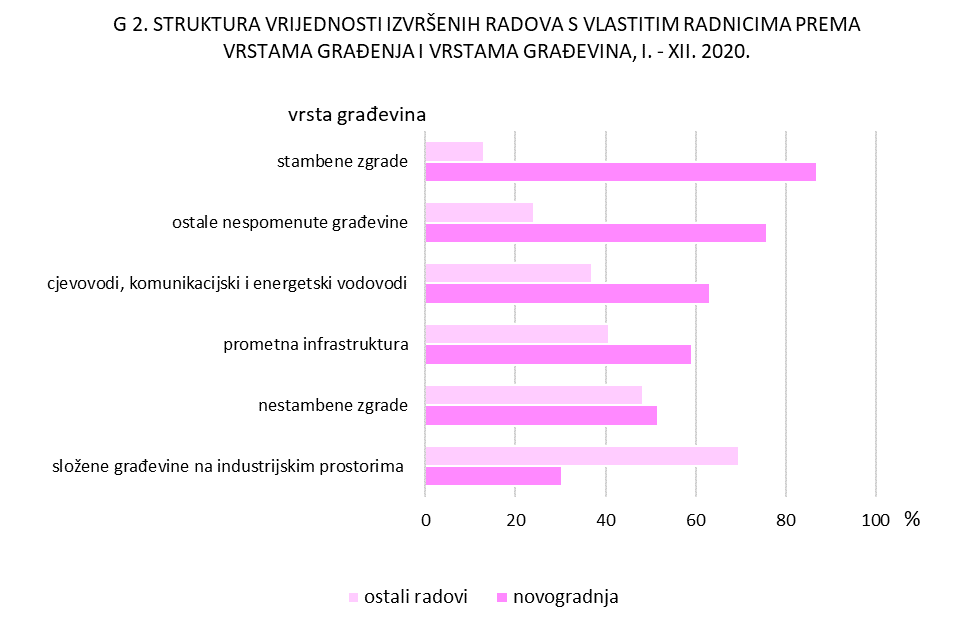 G 2. STRUKTURA VRIJEDNOSTI IZVRŠENIH RADOVA S VLASTITIM RADNICIMA PREMA
VRSTAMA GRAĐENJA I VRSTAMA GRAĐEVINA, I. - XII. 2020.
vrsta građevina
stambene zgrade
ostale nespomenute građevine
cjevovodi, komunikacijski i energetski vodovodi
prometna infrastruktura
nestambene zgrade
složene građevine na industrijskim prostorima
0 20 40 60 80 100 %
ostali radovi novogradnja